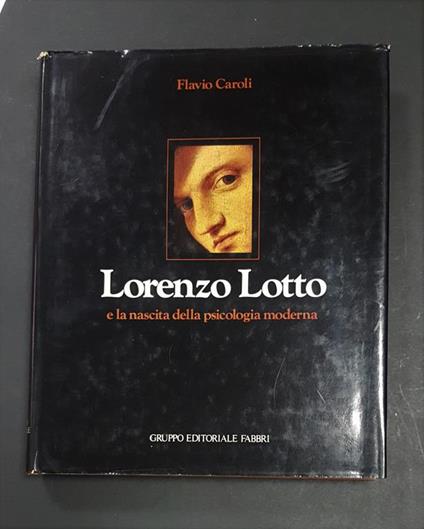 Flavio Caroli
Lorenzo Lotto
e la nascita della psicologia moderna
GRUPPO EDITORIALE FABBRI